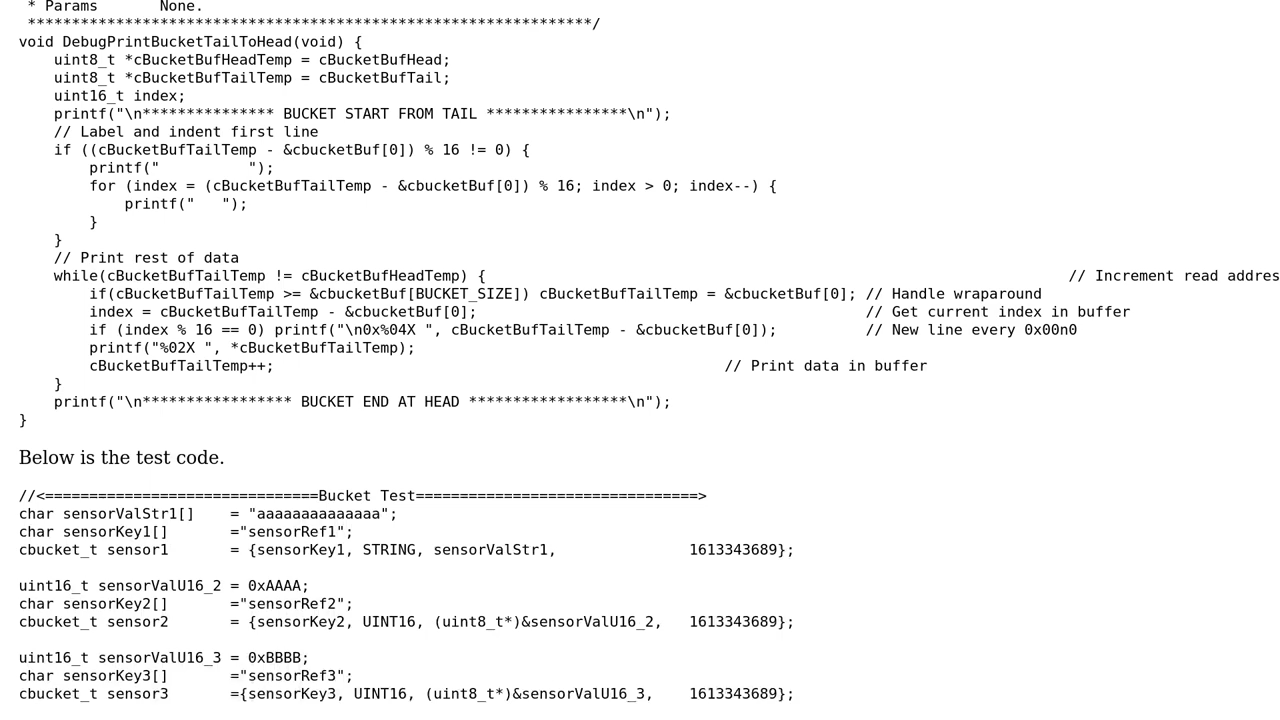 * Params       None.
 ****************************************************************/
void DebugPrintBucketTailToHead(void) {
    uint8_t *cBucketBufHeadTemp = cBucketBufHead;
    uint8_t *cBucketBufTailTemp = cBucketBufTail;
    uint16_t index;
    printf("\n*************** BUCKET START FROM TAIL ****************\n");
    // Label and indent first line
    if ((cBucketBufTailTemp - &cbucketBuf[0]) % 16 != 0) {
        printf("          ");
        for (index = (cBucketBufTailTemp - &cbucketBuf[0]) % 16; index > 0; index--) {
            printf("   ");
        }
    }
    // Print rest of data
    while(cBucketBufTailTemp != cBucketBufHeadTemp) {                                                                  // Increment read addres
        if(cBucketBufTailTemp >= &cbucketBuf[BUCKET_SIZE]) cBucketBufTailTemp = &cbucketBuf[0]; // Handle wraparound
        index = cBucketBufTailTemp - &cbucketBuf[0];                                            // Get current index in buffer
        if (index % 16 == 0) printf("\n0x%04X ", cBucketBufTailTemp - &cbucketBuf[0]);          // New line every 0x00n0
        printf("%02X ", *cBucketBufTailTemp);
        cBucketBufTailTemp++;                                                   // Print data in buffer
    }
    printf("\n***************** BUCKET END AT HEAD ******************\n");
}
Below is the test code.
//<===============================Bucket Test================================>
char sensorValStr1[]    = "aaaaaaaaaaaaaa";
char sensorKey1[]       ="sensorRef1";
cbucket_t sensor1       = {sensorKey1, STRING, sensorValStr1,               1613343689};
uint16_t sensorValU16_2 = 0xAAAA;
char sensorKey2[]       ="sensorRef2";
cbucket_t sensor2       = {sensorKey2, UINT16, (uint8_t*)&sensorValU16_2,   1613343689};
uint16_t sensorValU16_3 = 0xBBBB;
char sensorKey3[]       ="sensorRef3";
cbucket_t sensor3       ={sensorKey3, UINT16, (uint8_t*)&sensorValU16_3,    1613343689};